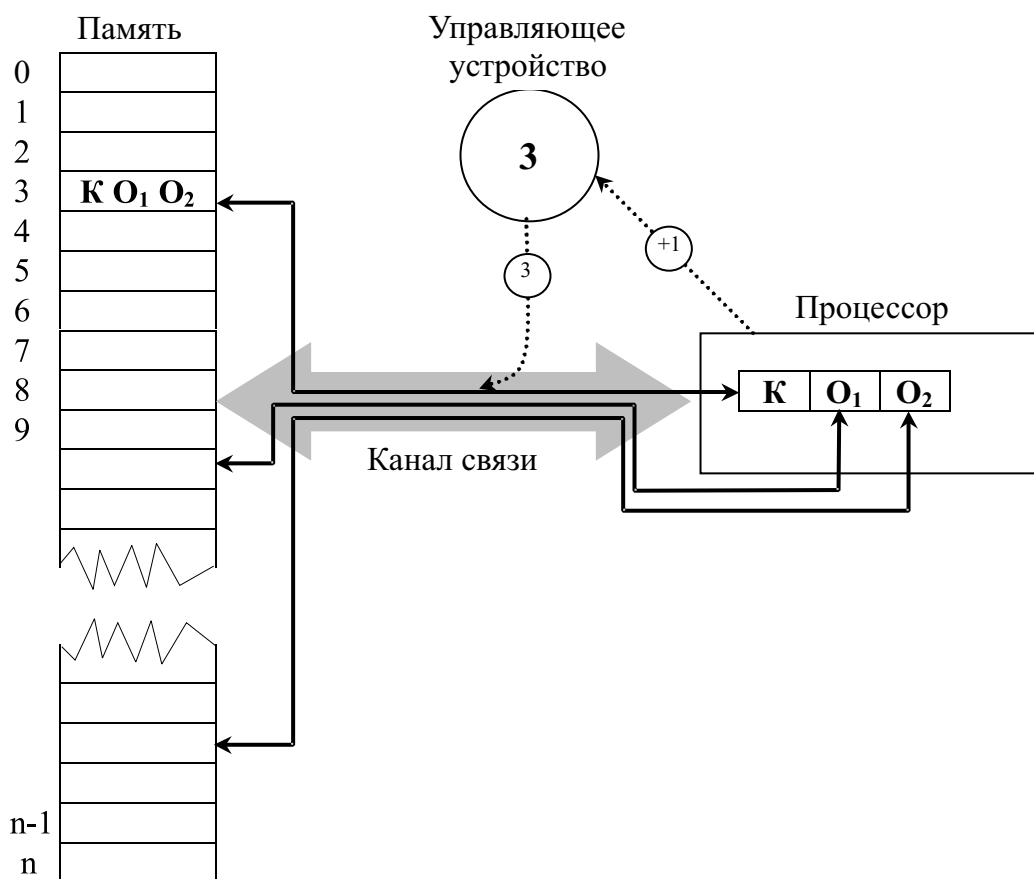 Память
0
1
2
3
К О₁ О₂
4
5
6
7
8
9
n-1
n
Управляющее
устройство
3
3
+1
Процессор
К О₁ О₂
Канал связи